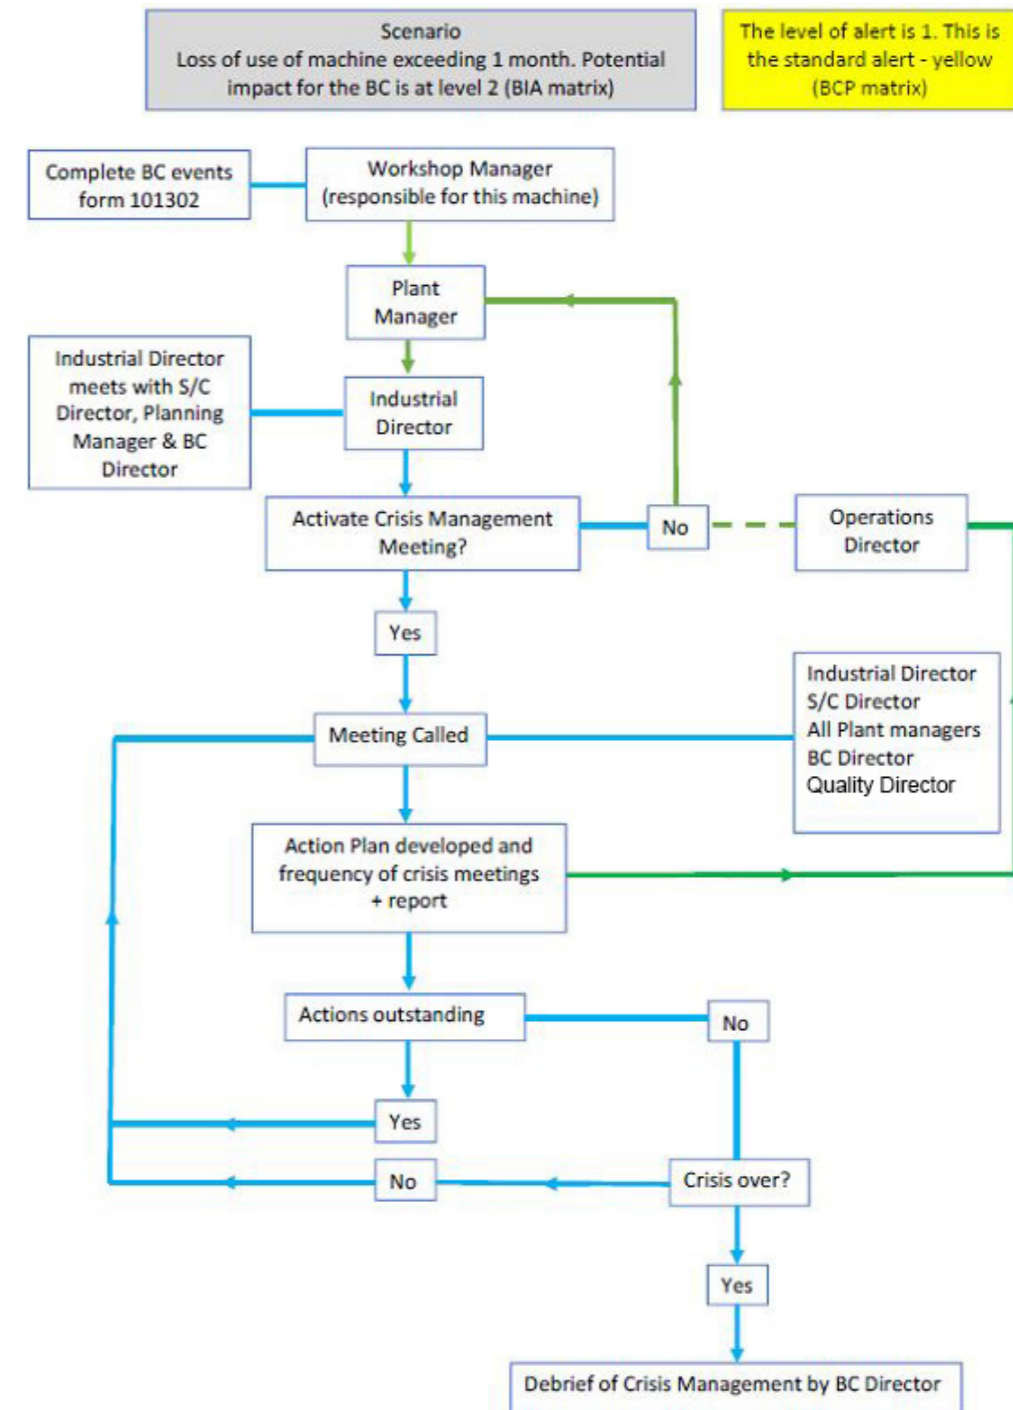 Scenario
Loss of use of machine exceeding 1 month. Potential
impact for the BC is at level 2 (BIA matrix)
The level of alert is 1. This is
the standard alert - yellow
(BCP matrix)
Complete BC events
form 101302
Workshop Manager
(responsible for this machine)
Plant
Manager
Industrial Director
meets with S/C
Director, Planning
Manager & BC
Director
Industrial
Director
Activate Crisis Management
Meeting?
No
Operations
Director
Yes
Meeting Called
Industrial Director
S/C Director
All Plant managers
BC Director
Quality Director
Action Plan developed and
frequency of crisis meetings
+ report
Actions outstanding
No
Yes
No
Crisis over?
Yes
Debrief of Crisis Management by BC Director